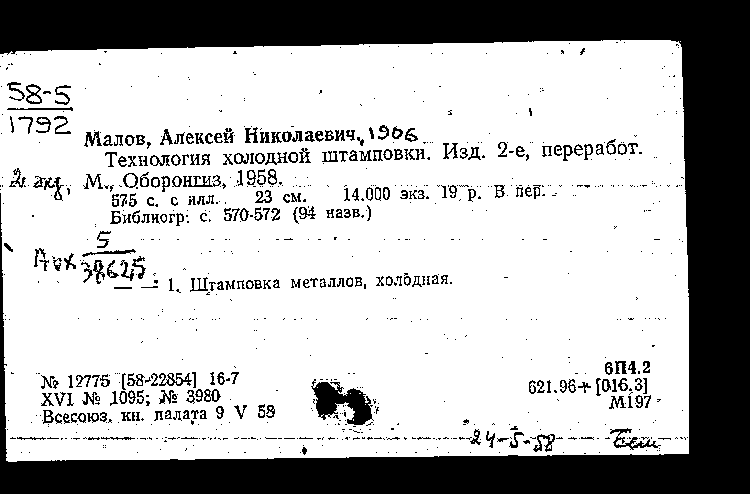 58-5
1792
Малов, Алексей Николаевич, 1906
Технология холодной штамповки. Изд. 2-е, переработ.
2 экз. М., Оборонгиз, 1958.
575 с. с илл. 23 см. 14.000 экз. 19 р. В пер.
Библиогр: с. 570-572 (94 назв.)
5
38625
— — 1. Штамповка металлов, холодная.
6П4.2
№ 12775 [58-22854] 16-7
621.96+[016.3]
XVI № 1095; № 3980
М197
Всесоюз. кн. палата 9 V 58
24-5-58